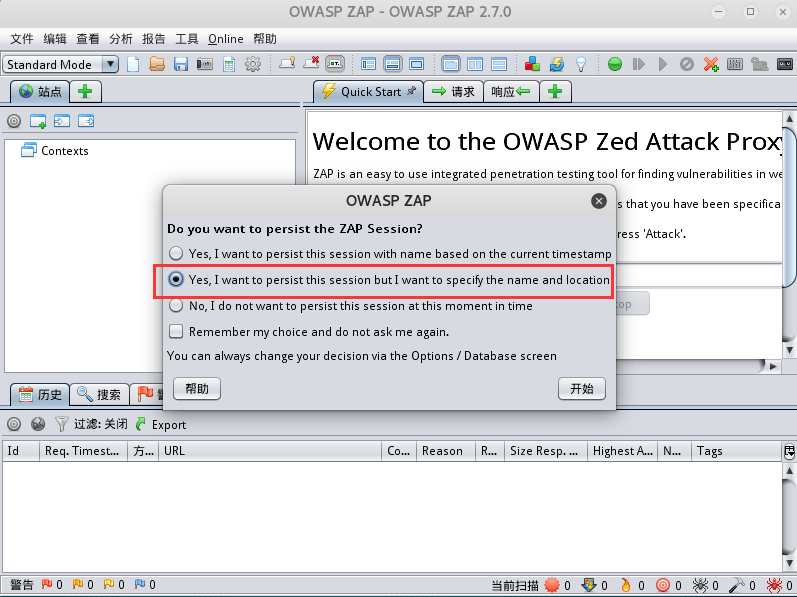 OWASP ZAP - OWASP ZAP 2.7.0
文件 编辑 查看 分析 报告 工具 Online 帮助
Standard Mode
站点
Quick Start 请求 响应
Contexts
Welcome to the OWASP Zed Attack Proxy
ZAP is an easy to use integrated penetration testing tool for finding vulnerabilities in we
s that you have been specifica
ress 'Attack'.
OWASP ZAP
Do you want to persist the ZAP Session?
Yes, I want to persist this session with name based on the current timestamp
Yes, I want to persist this session but I want to specify the name and location
No, I do not want to persist this session at this moment in time
Remember my choice and do not ask me again.
You can always change your decision via the Options / Database screen
帮助 开始
top
历史 搜索
过滤: 关闭 Export
Id Req. Timest... 方... URL Co... Reason R... Size Resp. ... Highest A... N... Tags
警告 0 0 0 0 当前扫描 0 0 0 0 0 0 0